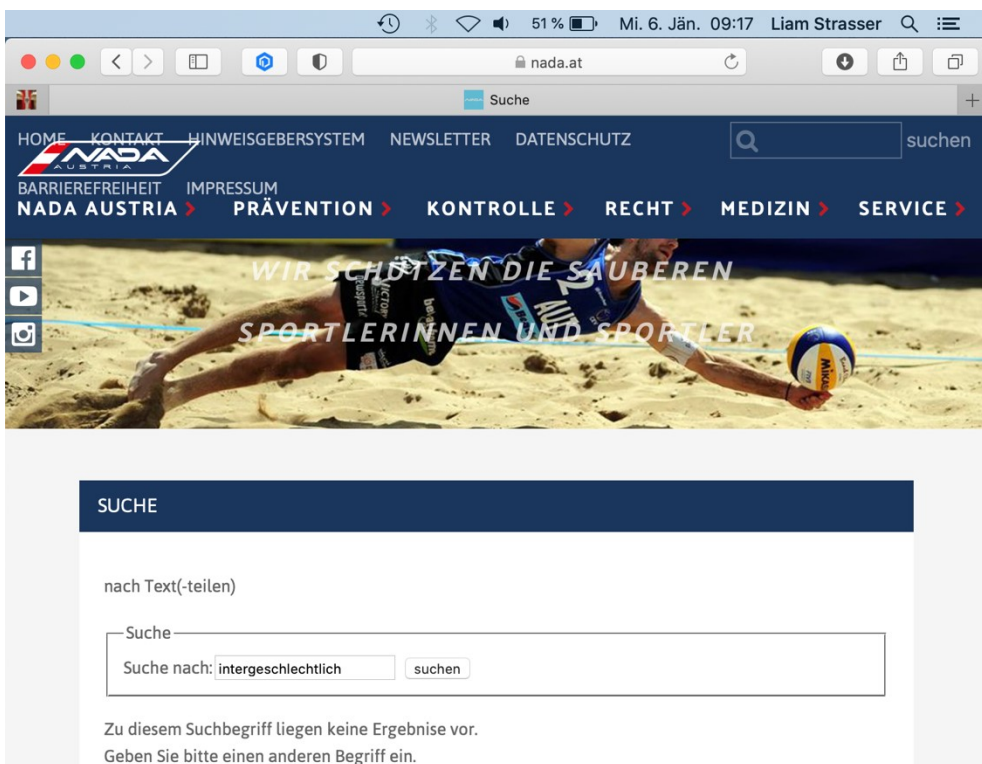 51 % Mi. 6. Jän. 09:17 Liam Strasser
nada.at
Suche
HOME KONTAKT HINWEISGEBERSYSTEM NEWSLETTER DATENSCHUTZ suchen
NADA
AUSTRIA
BARRIEREFREIHEIT IMPRESSUM
NADA AUSTRIA > PRÄVENTION > KONTROLLE > RECHT > MEDIZIN > SERVICE >
WIR SCHÜTZEN DIE SAUBEREN
SPORTLERINNEN UND SPORTLER
AUT
2
MIKASA
SUCHE
nach Text(-teilen)
Suche
Suche nach: intergeschlechtlich suchen
Zu diesem Suchbegriff liegen keine Ergebnise vor.
Geben Sie bitte einen anderen Begriff ein.